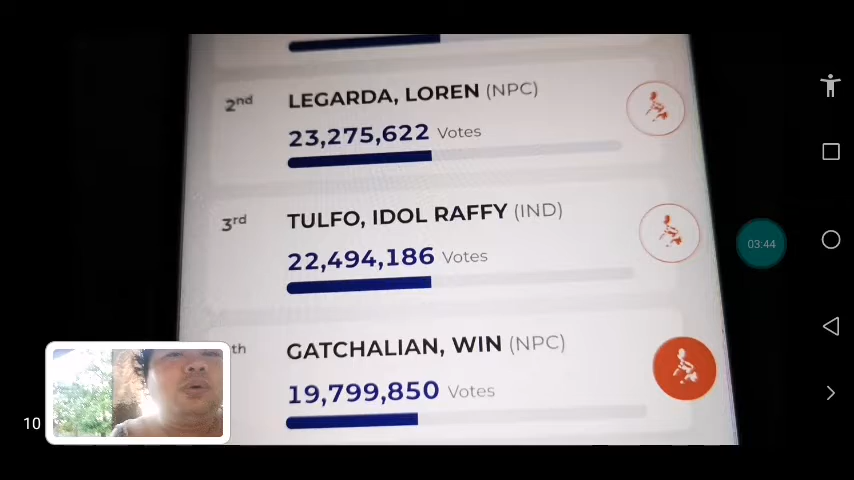 2nd
LEGARDA, LOREN (NPC)
23,275,622 Votes
3rd
TULFO, IDOL RAFFY (IND)
22,494,186 Votes
th
GATCHALIAN, WIN (NPC)
19,799,850 Votes
03:44
10